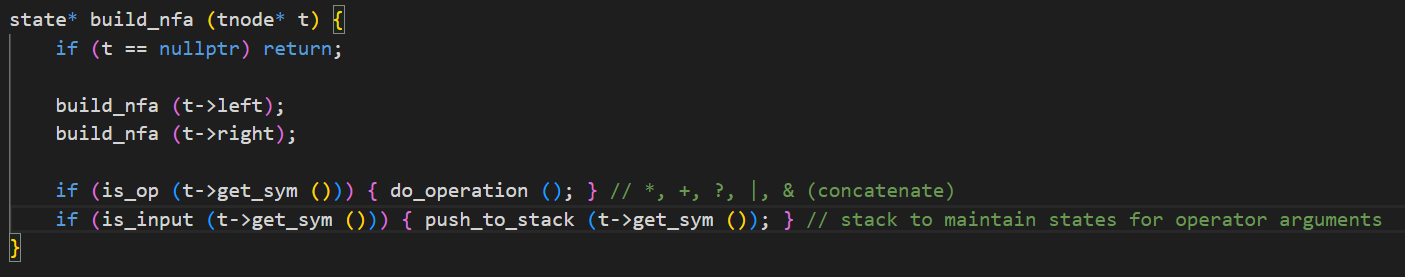 state* build_nfa (tnode* t) {
    if (t == nullptr) return;

    build_nfa (t->left);
    build_nfa (t->right);

    if (is_op (t->get_sym ())) { do_operation (); } // *, +, ?, |, & (concatenate)
    if (is_input (t->get_sym ())) { push_to_stack (t->get_sym ()); } // stack to maintain states for operator arguments
}